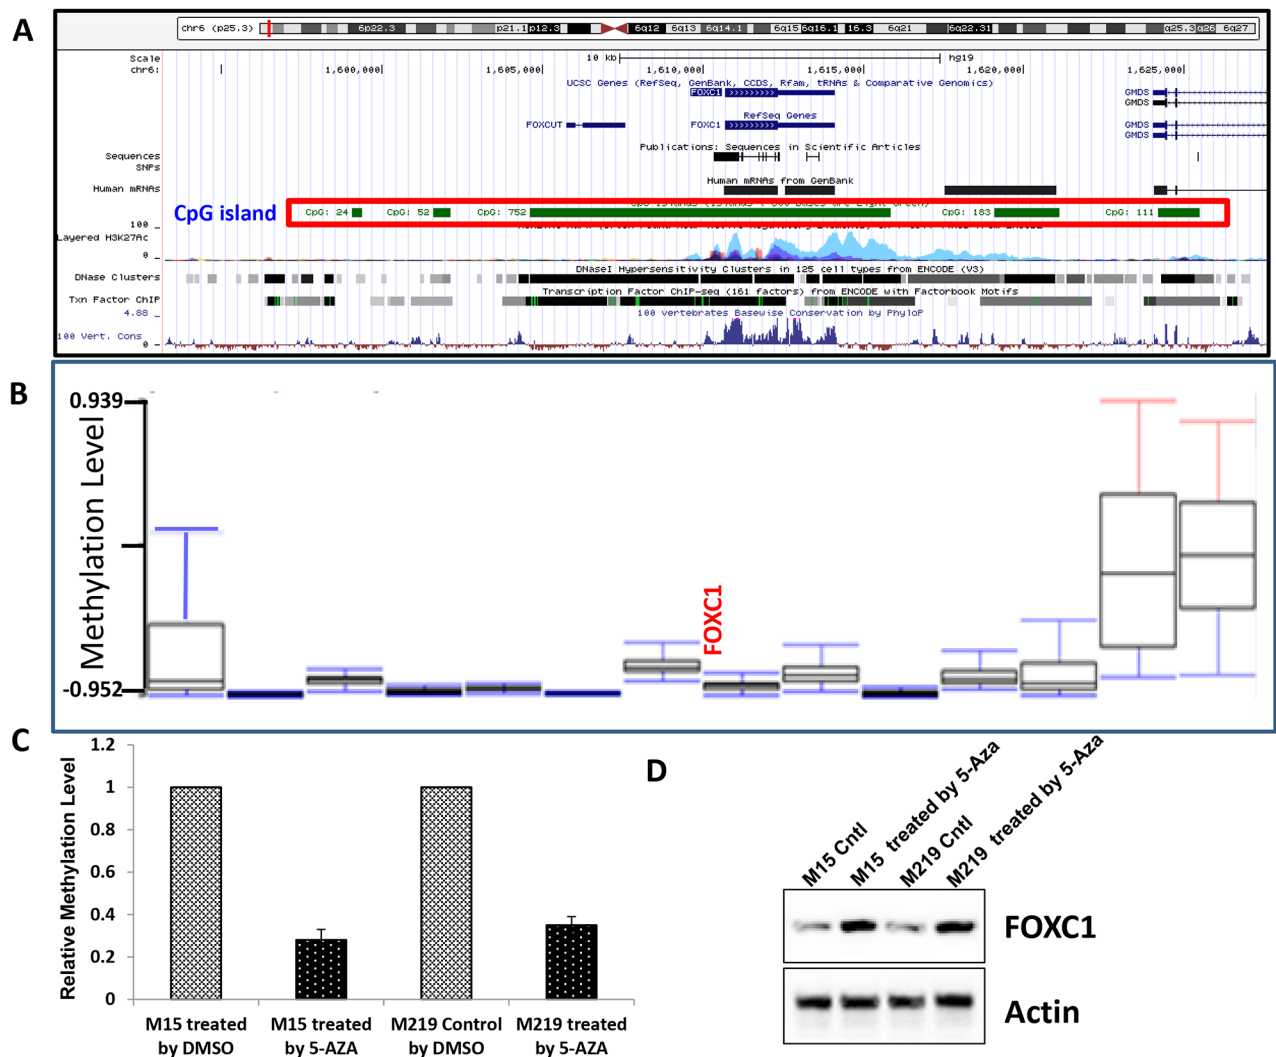 A
chr6 (p25.3) 6p22.3 p21.1 p12.3 6q12 6q13 6q14.1 6q15 6q16.1 16.3 6q21 6q22.31 q25.3 q26 6q27
Scale 10 kb hg19
chr6: 1,600,000 1,605,000 1,610,000 1,615,000 1,620,000 1,625,000
UCSC Genes (RefSeq, GenBank, CCDS, Rfam, tRNAs & Comparative Genomics)
FOXC1 GMDS
GMDS
RefSeq Genes
FOXCUT FOXC1 GMDS
GMDS
Publications: Sequences in Scientific Articles
Sequences
SNPs
Human mRNAs from GenBank
Human mRNAs
CpG island
CpG: 24 CpG: 52 CpG: 752 CpG: 183 CpG: 111
100
Layered H3K27Ac
0
DNaseI Hypersensitivity Clusters in 125 cell types from ENCODE (V3)
DNase Clusters
Transcription Factor ChIP-seq (161 factors) from ENCODE with Factorbook Motifs
Txn Factor ChIP
4.88
100 vertebrates Basewise Conservation by PhyloP
100 Vert. Cons
0
B
0.939
Methylation Level
-0.952
FOXC1
C
Relative Methylation Level
1.2
1
0.8
0.6
0.4
0.2
0
M15 treated by DMSO
M15 treated by 5-AZA
M219 Control by DMSO
M219 treated by 5-AZA
D
M15 Cntl
M15 treated by 5-Aza
M219 Cntl
M219 treated by 5-Aza
FOXC1
Actin